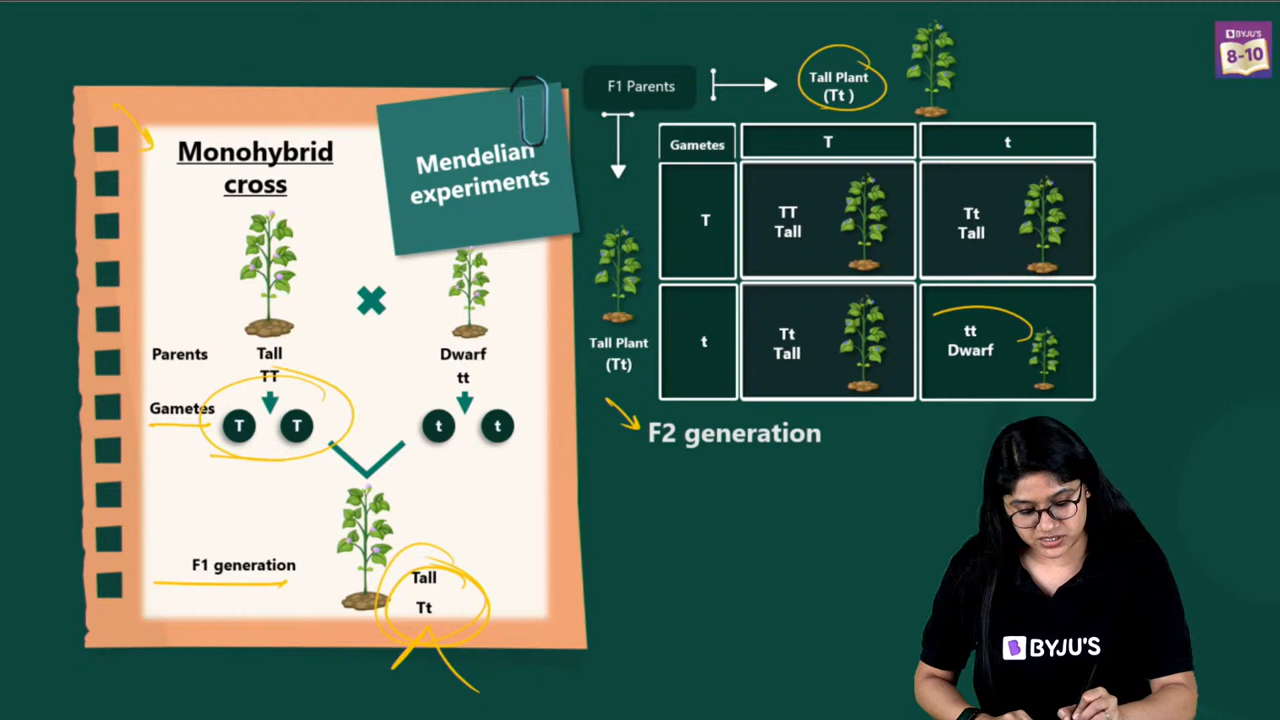 BYJU'S
8-10
Mendelian
experiments
Monohybrid
cross
Parents
Tall
TT
Dwarf
tt
Gametes
T
T
t
t
F1 generation
Tall
Tt
F1 Parents
Tall Plant
(Tt )
Tall Plant
(Tt)
Gametes
T
t
T
TT
Tall
Tt
Tall
t
Tt
Tall
tt
Dwarf
F2 generation
BYJU'S